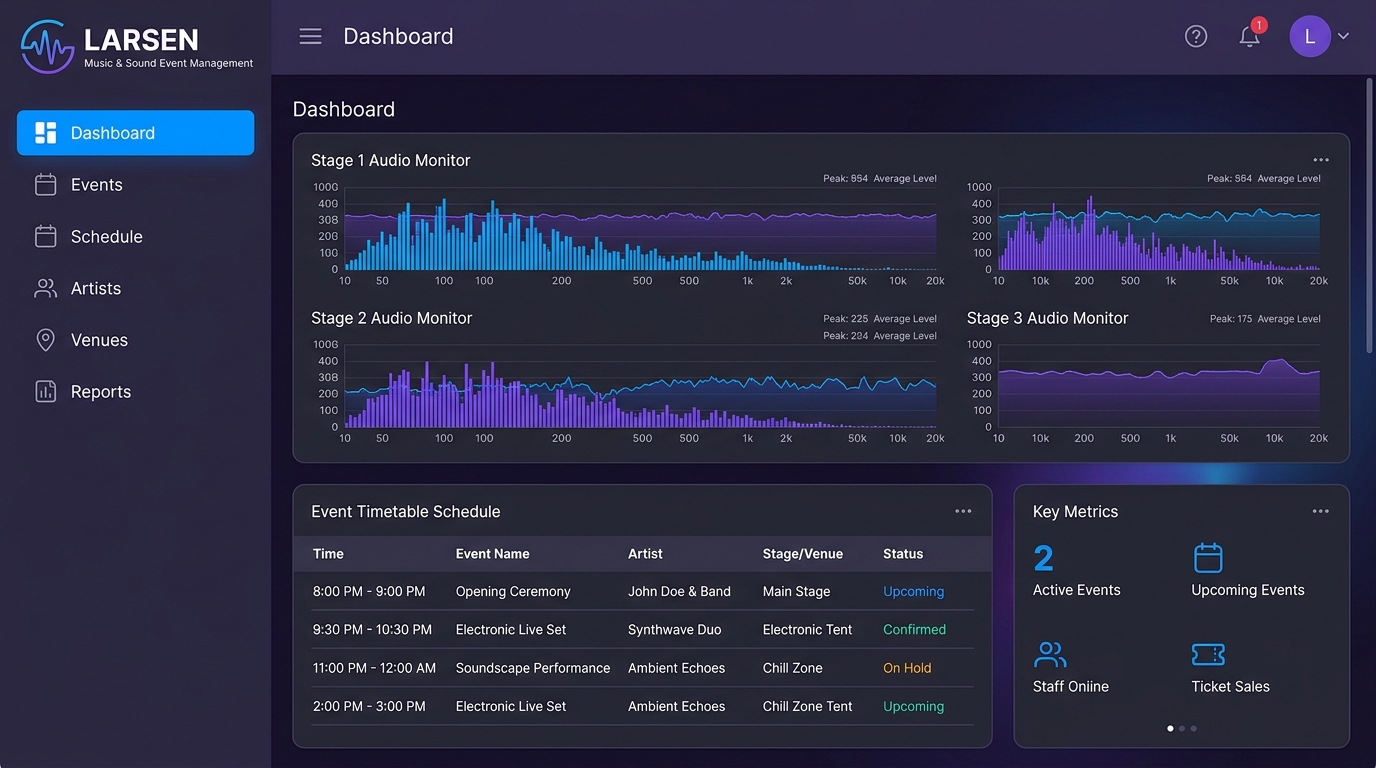 LARSEN
Music & Sound Event Management
Dashboard
Events
Schedule
Artists
Venues
Reports
Dashboard
1
L
Dashboard
Stage 1 Audio Monitor
Peak: 654 Average Level
1000
400
308
200
100
0
10 50 100 100 200 500 500 1k 2k 50k 10k 20k
Peak: 564 Average Level
1000
400
300
200
100
0
10 10k 200 500 1k 50k 10k 20k
Stage 2 Audio Monitor
Peak: 225 Average Level
Peak: 224 Average Level
1006
400
308
200
100
0
10 50 100 100 200 500 500 1k 2k 50k 10k 20k
Stage 3 Audio Monitor
Peak: 175 Average Level
1000
400
300
200
100
0
10 10k 200 500 1k 50k 10k 20k
Event Timetable Schedule
Time Event Name Artist Stage/Venue Status
8:00 PM - 9:00 PM Opening Ceremony John Doe & Band Main Stage Upcoming
9:30 PM - 10:30 PM Electronic Live Set Synthwave Duo Electronic Tent Confirmed
11:00 PM - 12:00 AM Soundscape Performance Ambient Echoes Chill Zone On Hold
2:00 PM - 3:00 PM Electronic Live Set Ambient Echoes Chill Zone Tent Upcoming
Key Metrics
2
Active Events
Upcoming Events
Staff Oniine
Ticket Sales